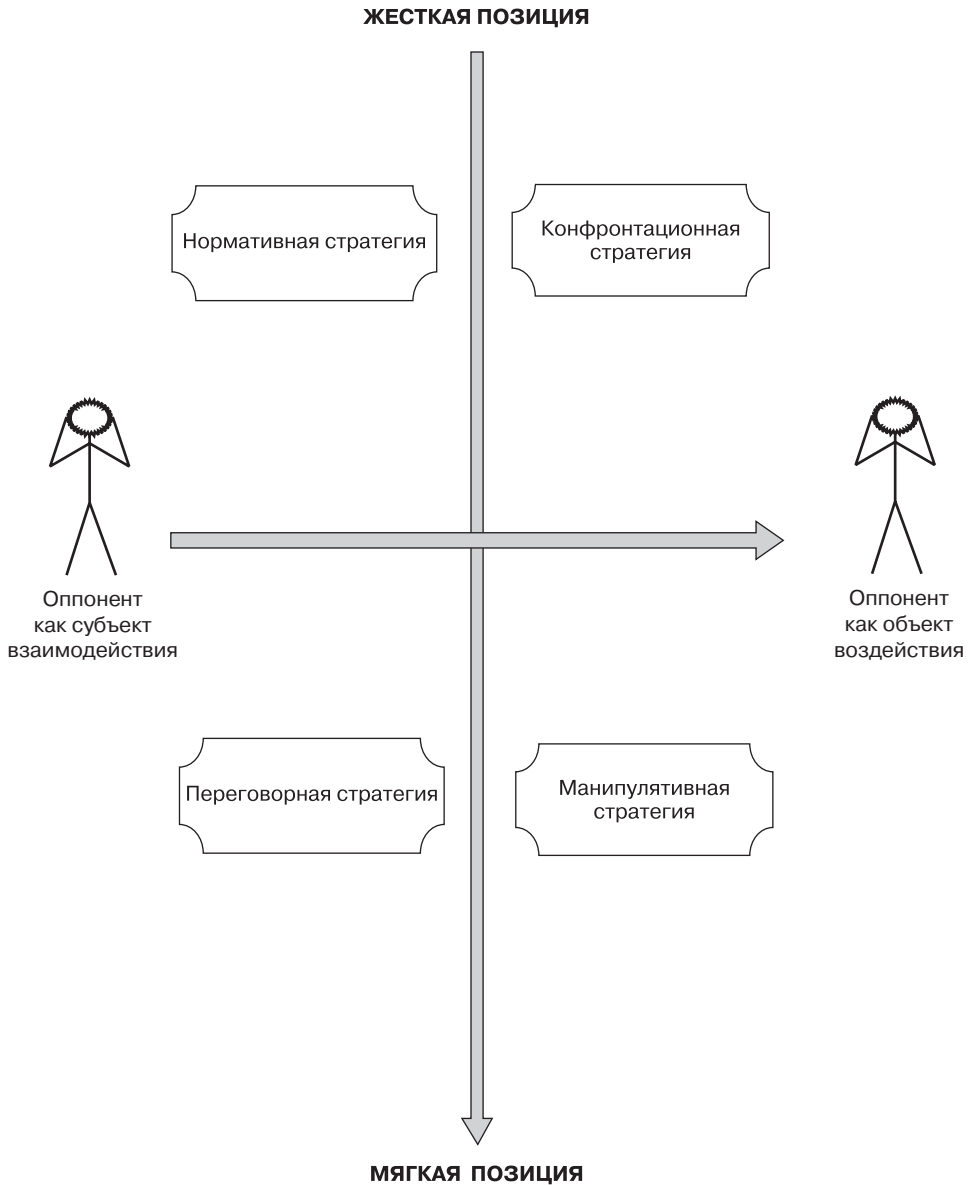 ЖЕСТКАЯ ПОЗИЦИЯ
Нормативная стратегия
Конфронтационная
стратегия
Оппонент
как субъект
взаимодействия
Оппонент
как объект
воздействия
Переговорная стратегия
Манипулятивная
стратегия
МЯГКАЯ ПОЗИЦИЯ